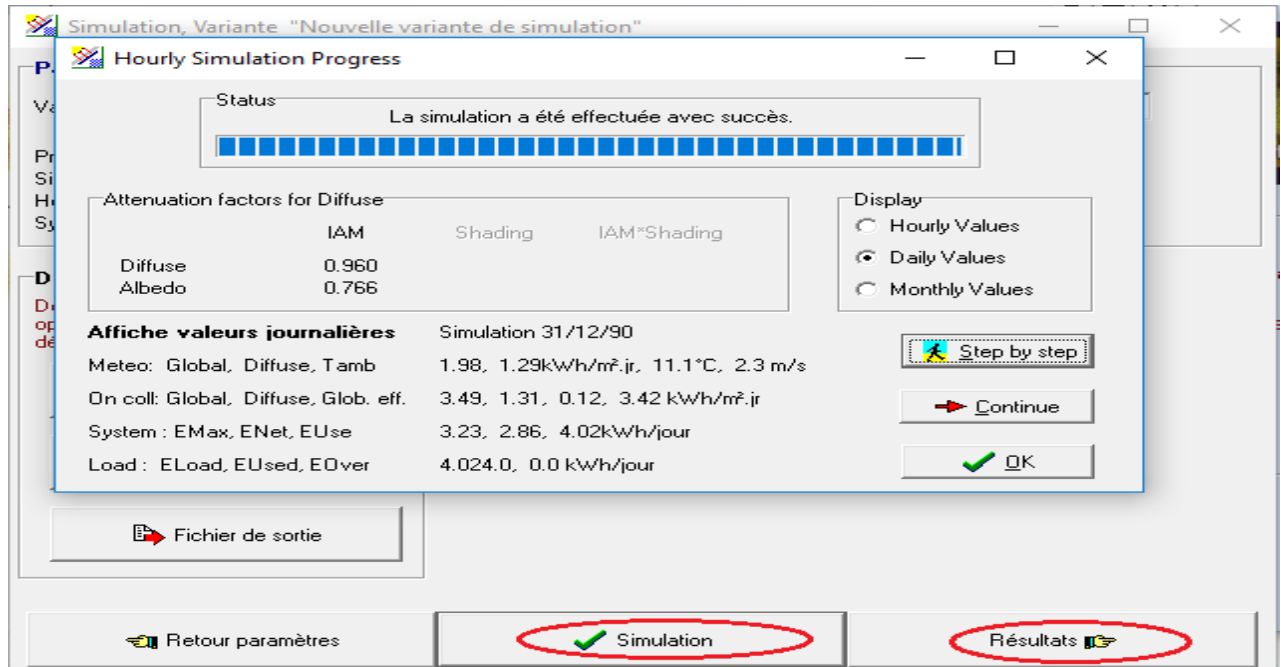 Simulation, Variante "Nouvelle variante de simulation"
Hourly Simulation Progress
Status
La simulation a été effectuée avec succès.
Attenuation factors for Diffuse
IAM Shading IAM*Shading
Diffuse 0.960
Albedo 0.766
Display
Hourly Values
Daily Values
Monthly Values
Affiche valeurs journalières Simulation 31/12/90
Meteo: Global, Diffuse, Tamb 1.98, 1.29kWh/m².jr, 11.1°C, 2.3 m/s
On coll: Global, Diffuse, Glob. eff. 3.49, 1.31, 0.12, 3.42 kWh/m².jr
System : EMax, ENet, EUse 3.23, 2.86, 4.02kWh/jour
Load : ELoad, EUsed, EOver 4.024.0, 0.0 kWh/jour
Step by step
Continue
OK
Fichier de sortie
Retour paramètres
Simulation
Résultats